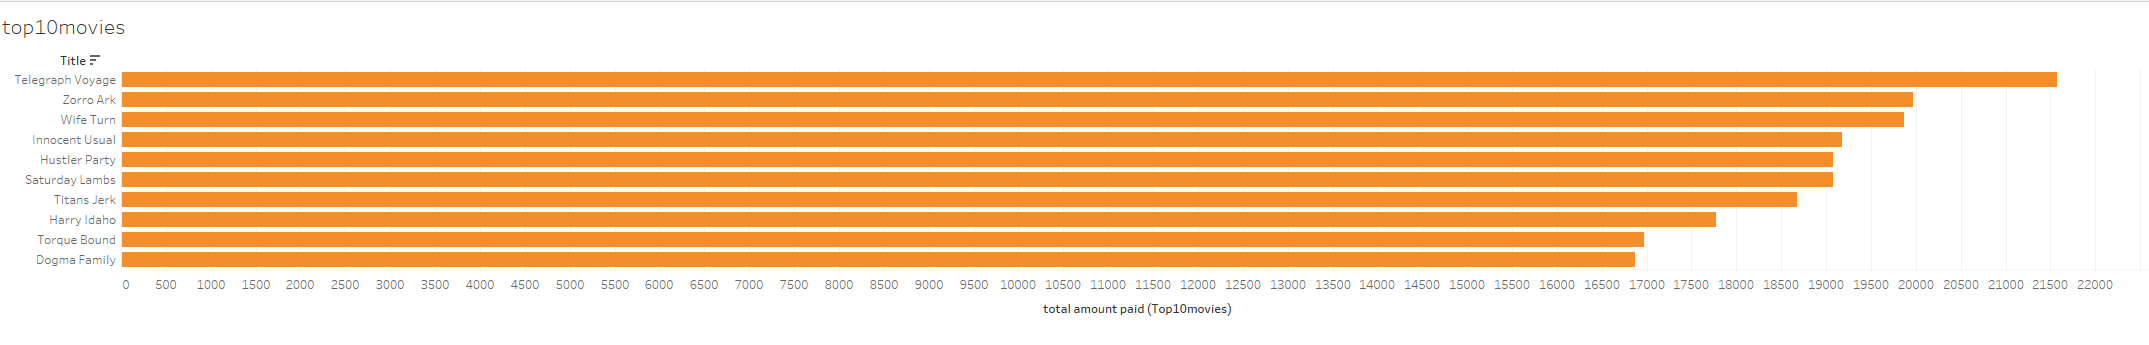 top10movies
Title
Telegraph Voyage
Zorro Ark
Wife Turn
Innocent Usual
Hustler Party
Saturday Lambs
Titans Jerk
Harry Idaho
Torque Bound
Dogma Family
0 500 1000 1500 2000 2500 3000 3500 4000 4500 5000 5500 6000 6500 7000 7500 8000 8500 9000 9500 10000 10500 11000 11500 12000 12500 13000 13500 14000 14500 15000 15500 16000 16500 17000 17500 18000 18500 19000 19500 20000 20500 21000 21500 22000
total amount paid (Top10movies)